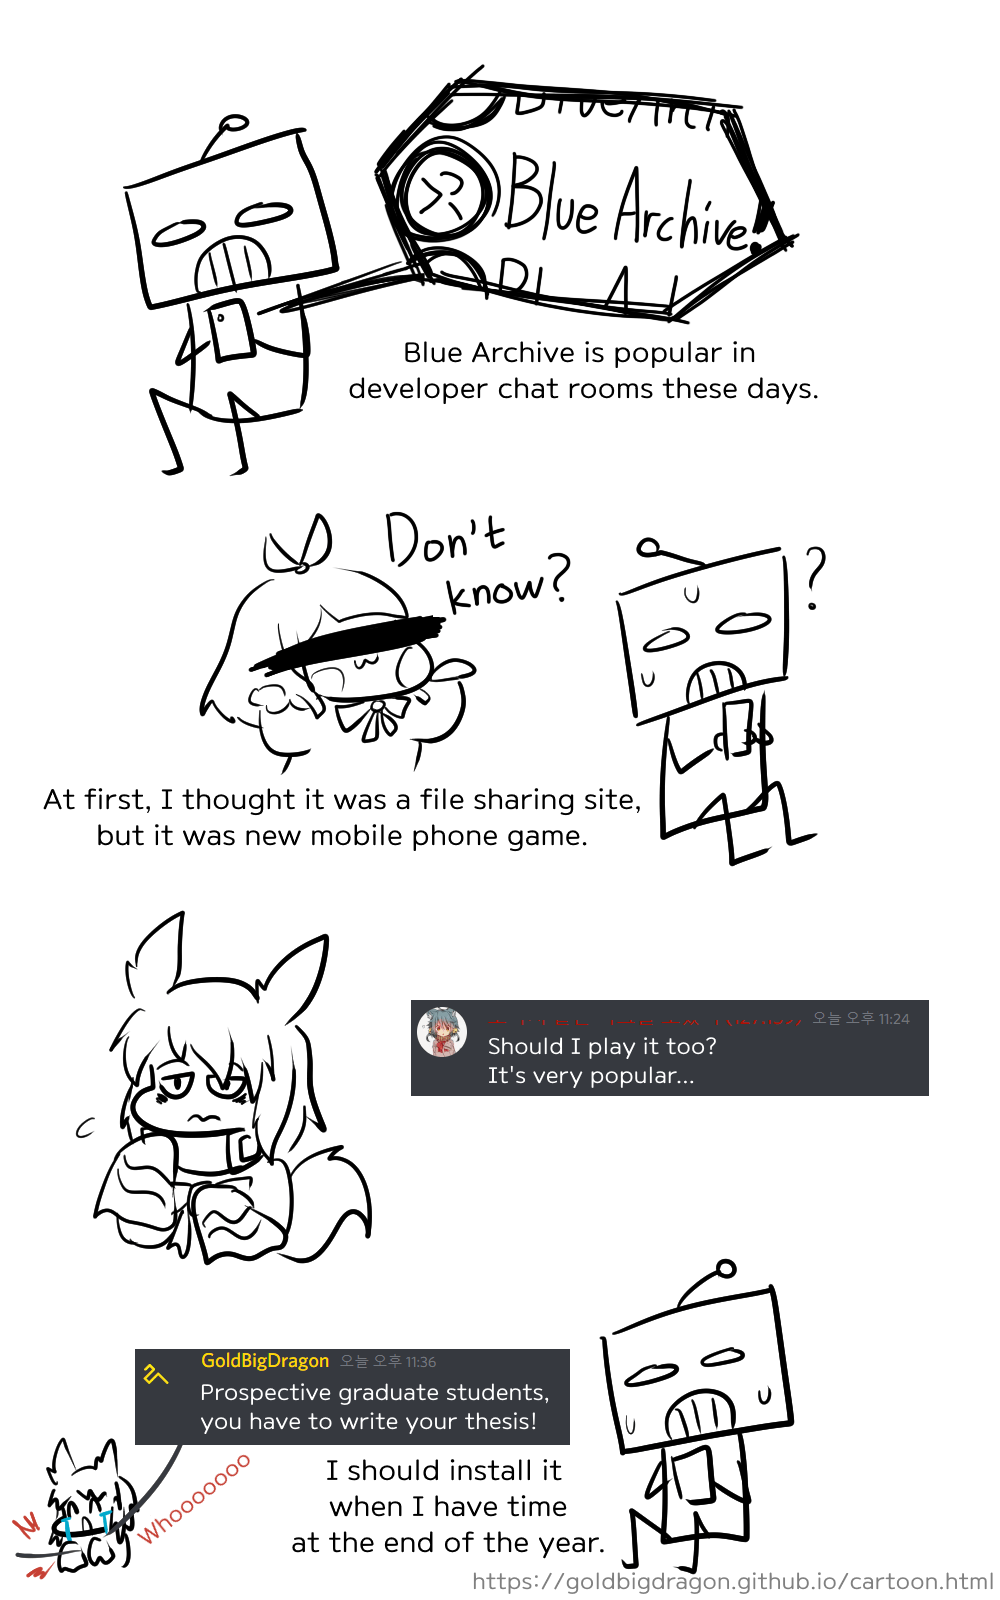 Blue Archive!
Blue Archive is popular in
developer chat rooms these days.
Don't
know?
?
At first, I thought it was a file sharing site,
but it was new mobile phone game.
오늘 오후 11:24
Should I play it too?
It's very popular...
GoldBigDragon 오늘 오후 11:36
Prospective graduate students,
you have to write your thesis!
Whooooooo
I should install it
when I have time
at the end of the year.
https://goldbigdragon.github.io/cartoon.html